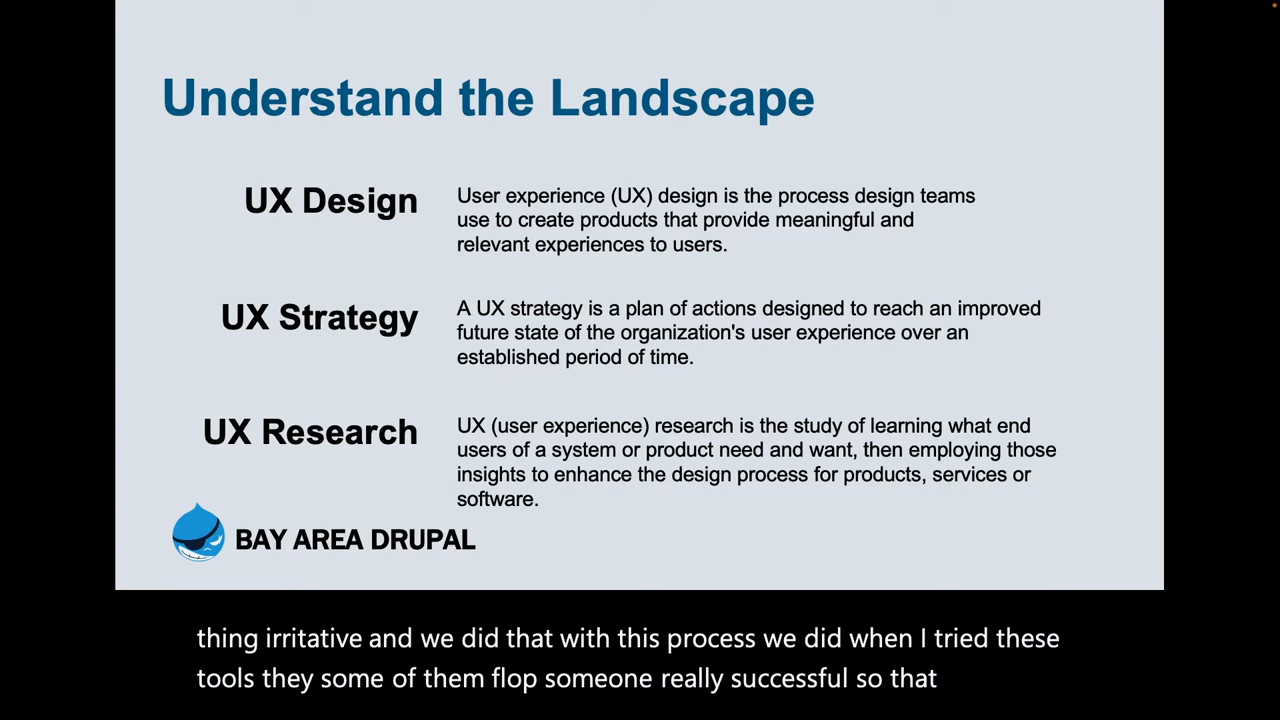 Understand the Landscape
UX Design
User experience (UX) design is the process design teams
use to create products that provide meaningful and
relevant experiences to users.
UX Strategy
A UX strategy is a plan of actions designed to reach an improved
future state of the organization's user experience over an
established period of time.
UX Research
UX (user experience) research is the study of learning what end
users of a system or product need and want, then employing those
insights to enhance the design process for products, services or
software.
BAY AREA DRUPAL
thing irritative and we did that with this process we did when I tried these
tools they some of them flop someone really successful so that